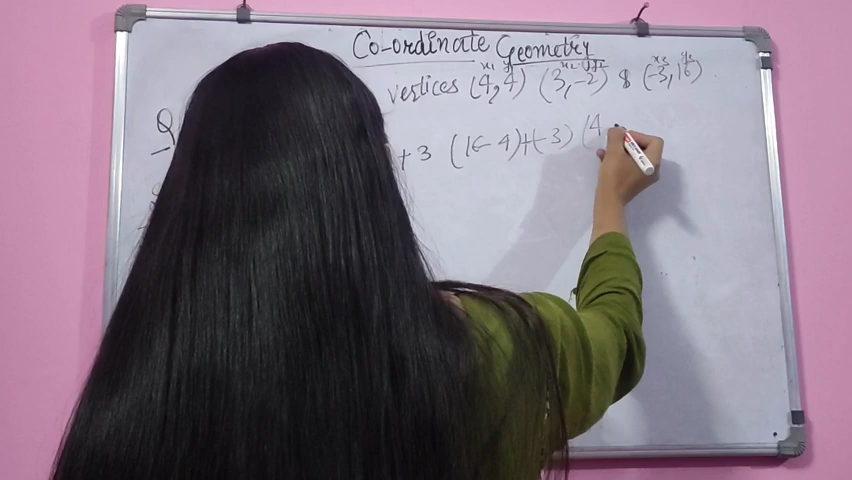 Co-ordinate Geometry
x₁ y₁ x₂ y₂ x₃ y₃
Q vertices (4, 4) (3, -2) & (-3, 16)
+ 3 (16 - 4) + (-3) (4